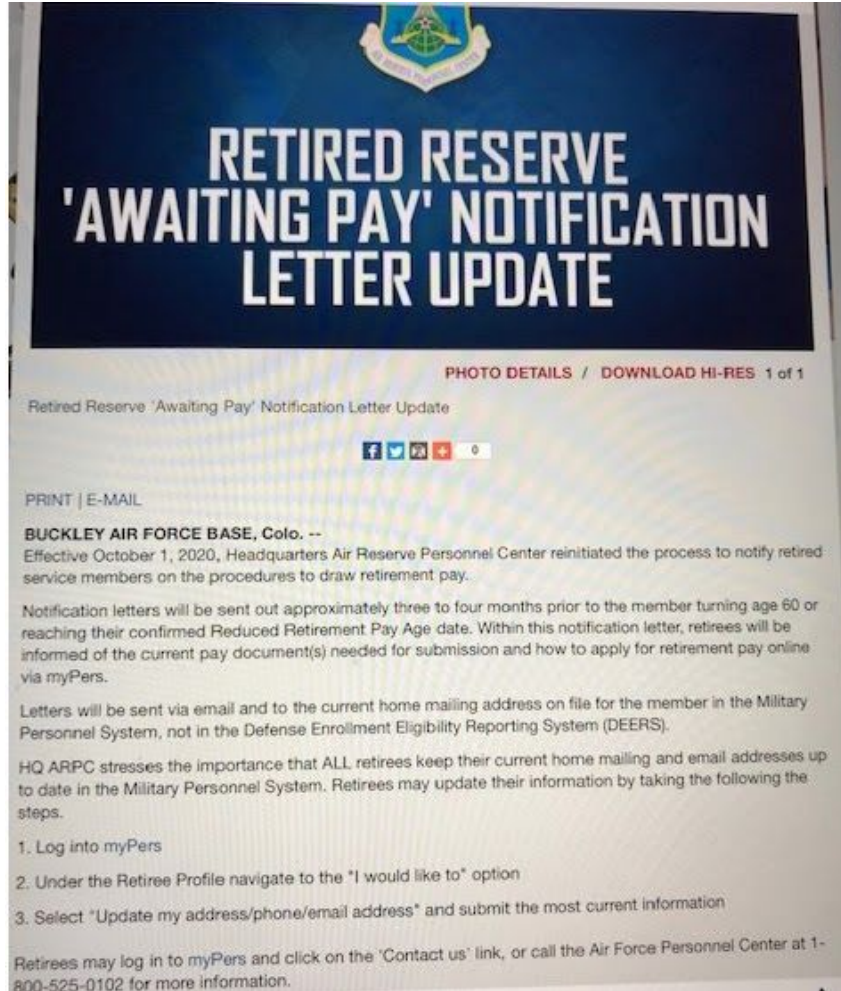 AIR RESERVE PERSONNEL CENTER
RETIRED RESERVE
'AWAITING PAY' NOTIFICATION
LETTER UPDATE
PHOTO DETAILS / DOWNLOAD HI-RES 1 of 1
Retired Reserve 'Awaiting Pay' Notification Letter Update
0
PRINT | E-MAIL
BUCKLEY AIR FORCE BASE, Colo. --
Effective October 1, 2020, Headquarters Air Reserve Personnel Center reinitiated the process to notify retired
service members on the procedures to draw retirement pay.
Notification letters will be sent out approximately three to four months prior to the member turning age 60 or
reaching their confirmed Reduced Retirement Pay Age date. Within this notification letter, retirees will be
informed of the current pay document(s) needed for submission and how to apply for retirement pay online
via myPers.
Letters will be sent via email and to the current home mailing address on file for the member in the Military
Personnel System, not in the Defense Enrollment Eligibility Reporting System (DEERS).
HQ ARPC stresses the importance that ALL retirees keep their current home mailing and email addresses up
to date in the Military Personnel System. Retirees may update their information by taking the following the
steps.
1. Log into myPers
2. Under the Retiree Profile navigate to the "I would like to" option
3. Select "Update my address/phone/email address" and submit the most current information
Retirees may log in to myPers and click on the 'Contact us' link, or call the Air Force Personnel Center at 1-
800-525-0102 for more information.